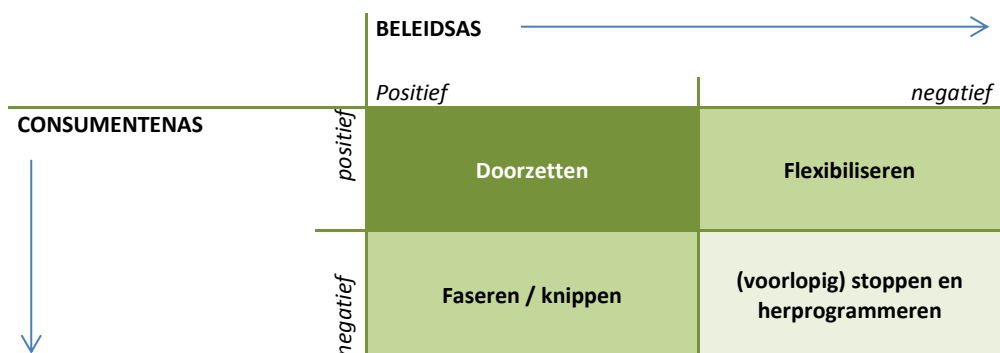 BELEIDSAS
Positief negatief
CONSUMENTENAS
positief
Doorzetten Flexibiliseren
negatief
Faseren / knippen (voorlopig) stoppen en
herprogrammeren